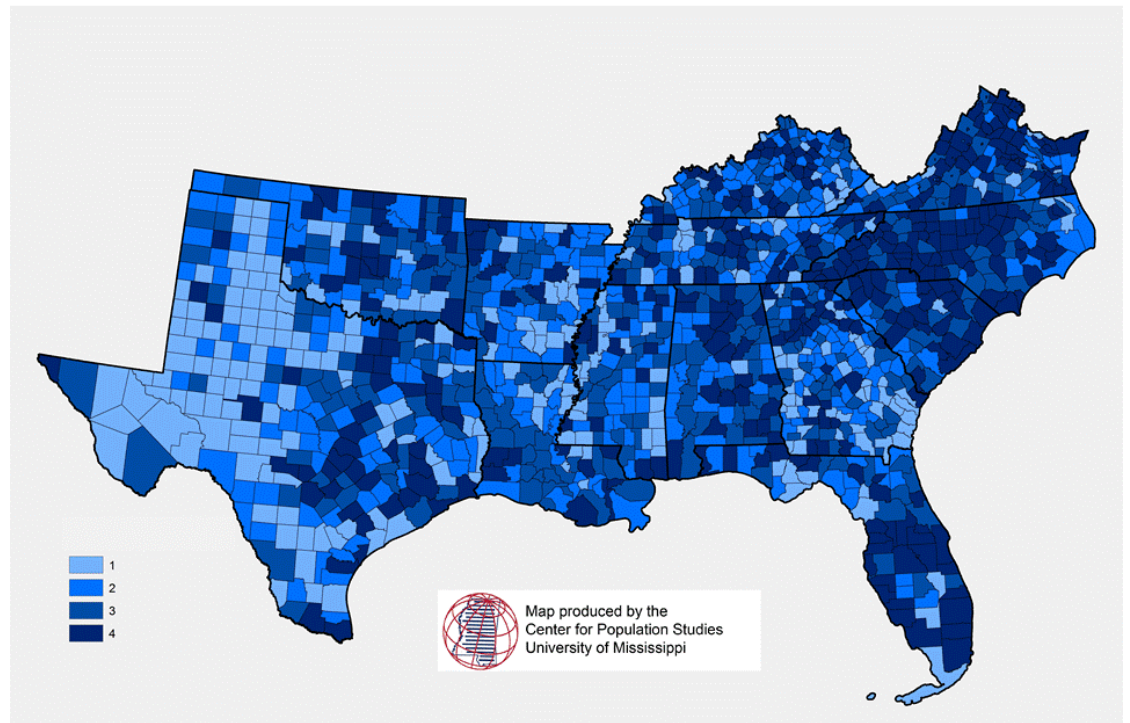 1
2
3
4
Map produced by the
Center for Population Studies
University of Mississippi